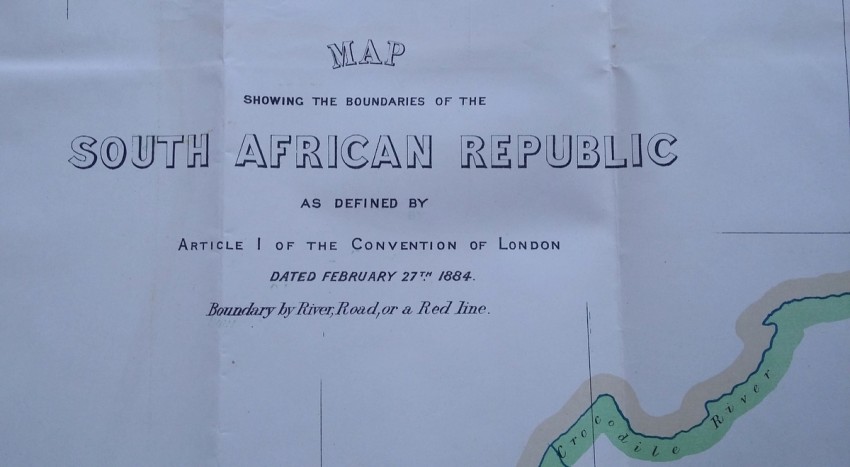 MAP
SHOWING THE BOUNDARIES OF THE
SOUTH AFRICAN REPUBLIC
AS DEFINED BY
ARTICLE I OF THE CONVENTION OF LONDON
DATED FEBRUARY 27TH 1884.
Boundary by River, Road, or a Red line.
Crocodile River